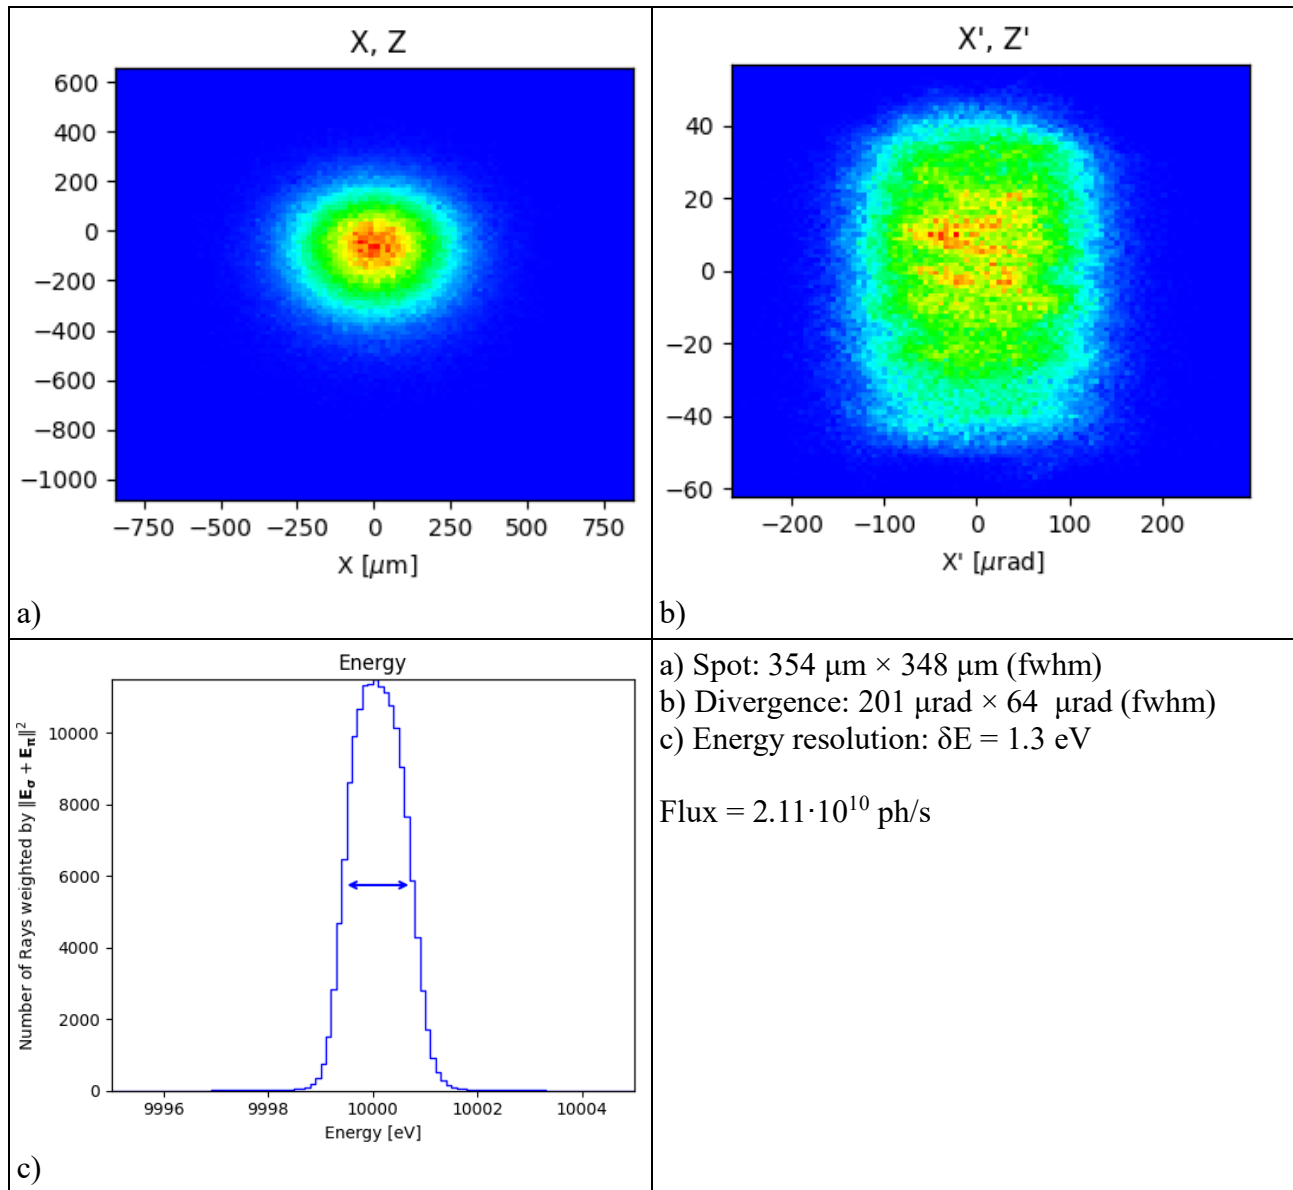 X, Z
600
400
200
0
−200
−400
−600
−800
−1000
−750 −500 −250 0 250 500 750
X [μm]
a)
X', Z'
40
20
0
−20
−40
−60
−200 −100 0 100 200
X' [μrad]
b)
Energy
Number of Rays weighted by ‖E_σ + E_π‖²
10000
8000
6000
4000
2000
0
9996 9998 10000 10002 10004
Energy [eV]
c)
a) Spot: 354 μm × 348 μm (fwhm)
b) Divergence: 201 μrad × 64 μrad (fwhm)
c) Energy resolution: δE = 1.3 eV
Flux = 2.11·10¹⁰ ph/s